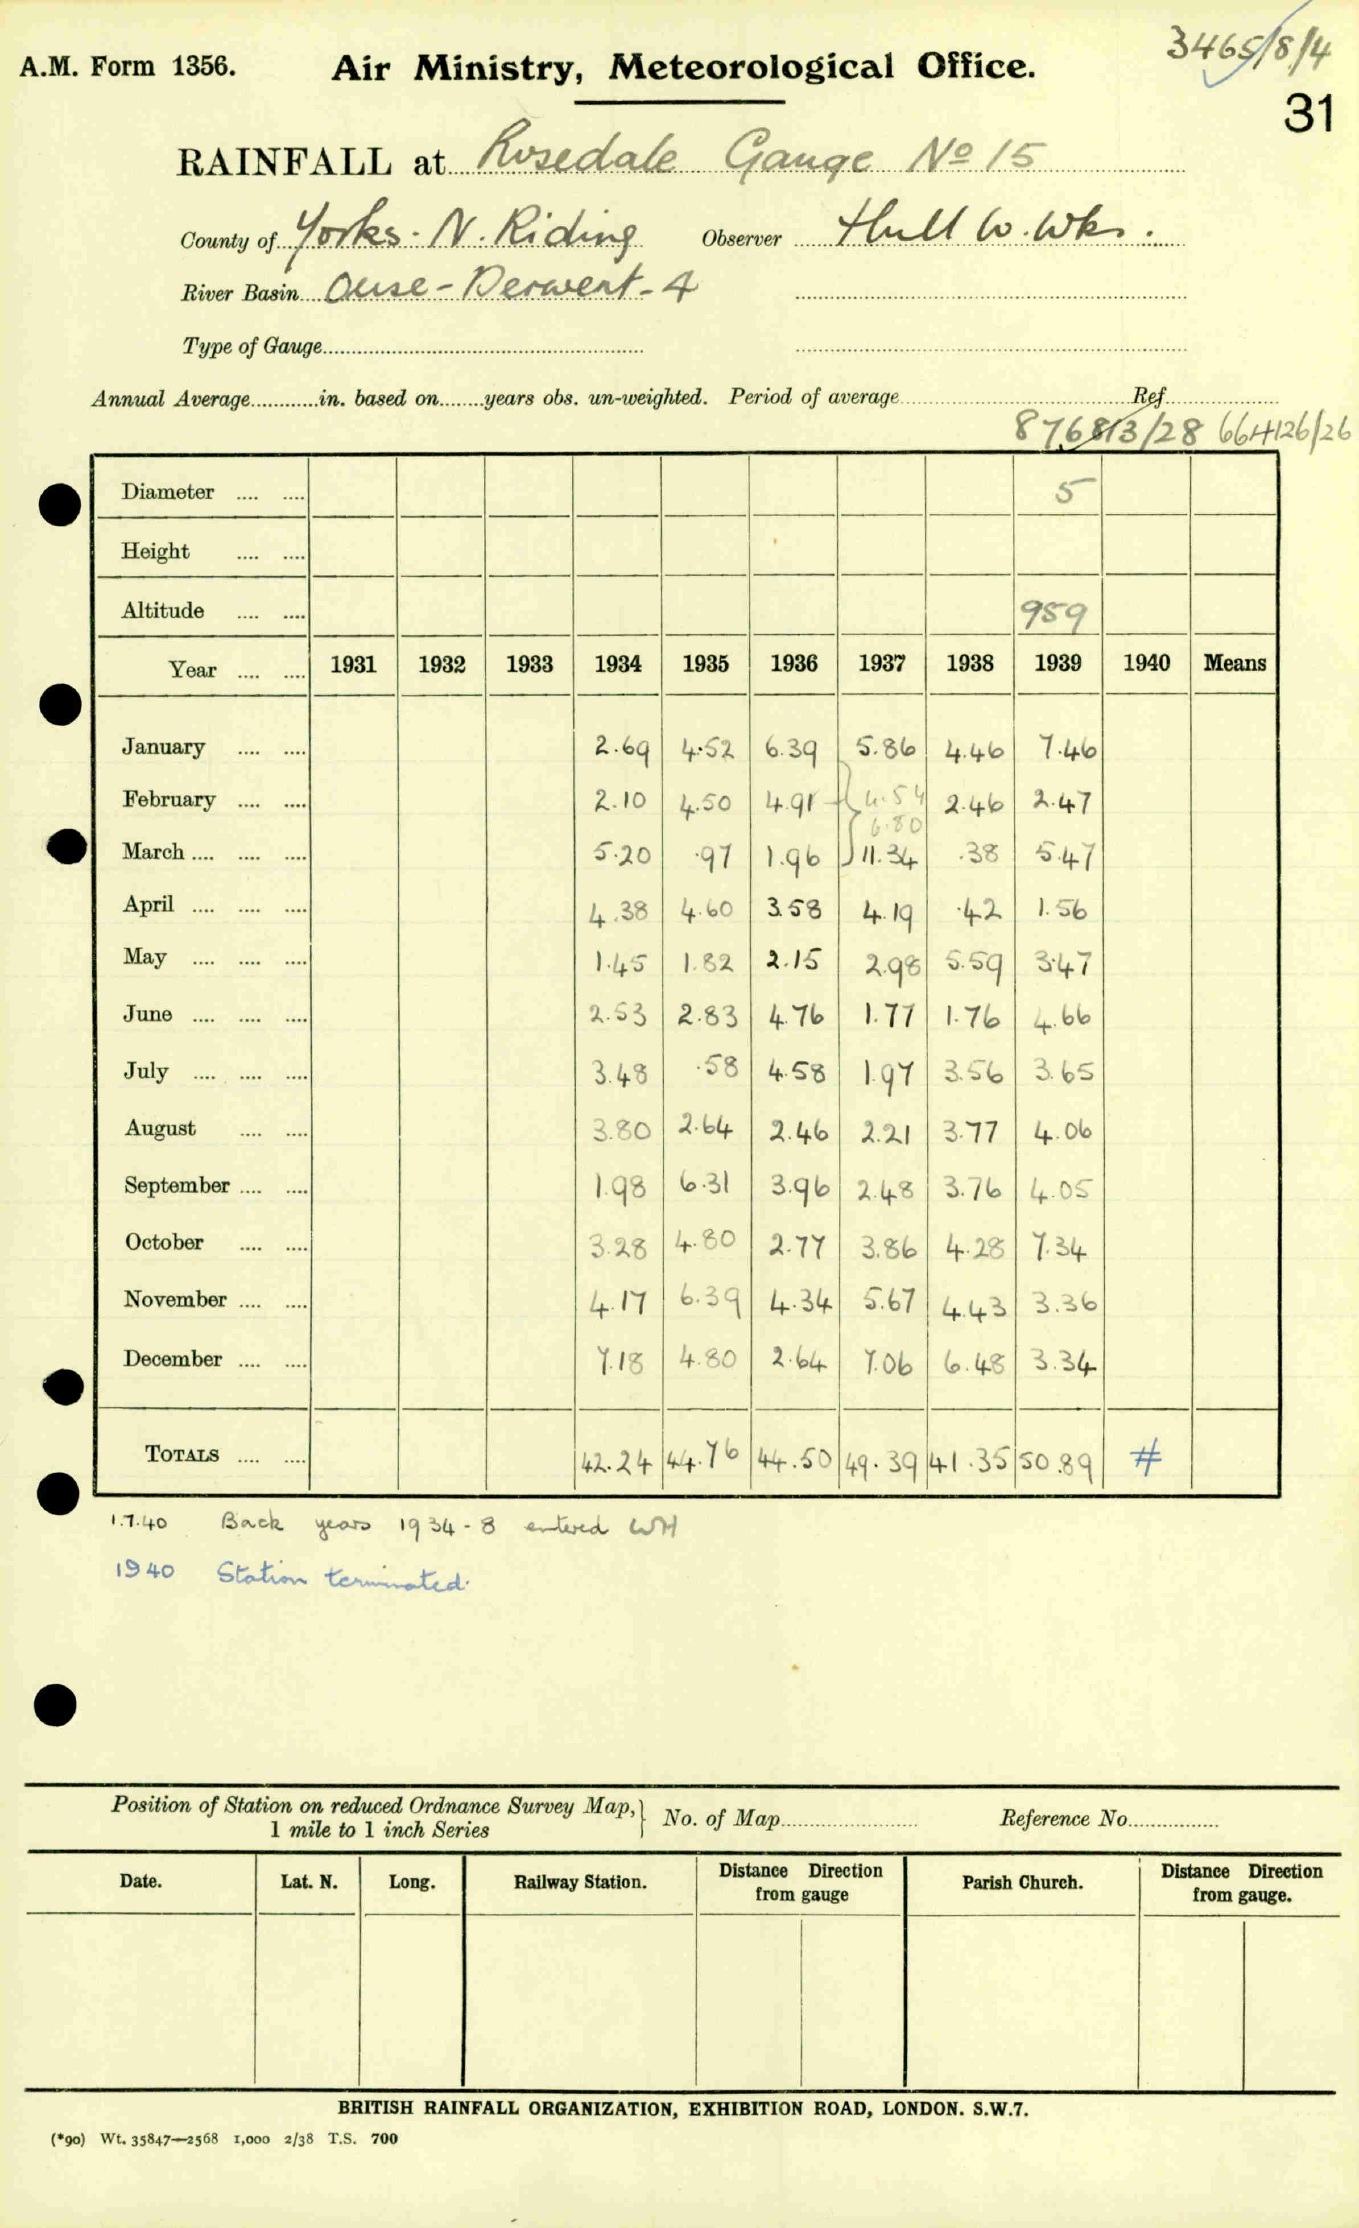 3465/8/4
A.M. Form 1356. Air Ministry, Meteorological Office.
31
RAINFALL at Rosedale Gauge No 15
County of Yorks. N. Riding Observer Hull W. Wks.
River Basin Ouse-Derwent-4
Type of Gauge
Annual Average in. based on years obs. un-weighted. Period of average Ref
876813/28 664126/26
Diameter 5
Height
Altitude 959
Year 1931 1932 1933 1934 1935 1936 1937 1938 1939 1940 Means
January 2.69 4.52 6.39 5.86 4.46 7.46
February 2.10 4.50 4.91 4.54 2.46 2.47
6.80
March 5.20 .97 1.96 11.34 .38 5.47
April 4.38 4.60 3.58 4.19 .42 1.56
May 1.45 1.82 2.15 2.98 5.59 3.47
June 2.53 2.83 4.76 1.77 1.76 4.66
July 3.48 .58 4.58 1.97 3.56 3.65
August 3.80 2.64 2.46 2.21 3.77 4.06
September 1.98 6.31 3.96 2.48 3.76 4.05
October 3.28 4.80 2.77 3.86 4.28 7.34
November 4.17 6.39 4.34 5.67 4.43 3.36
December 7.18 4.80 2.64 7.06 6.48 3.34
TOTALS 42.24 44.76 44.50 49.39 41.35 50.89 #
1.7.40 Back years 1934-8 entered WH
1940 Station terminated.
Position of Station on reduced Ordnance Survey Map, 1 mile to 1 inch Series } No. of Map Reference No.
Date. Lat. N. Long. Railway Station. Distance Direction from gauge Parish Church. Distance Direction from gauge.
BRITISH RAINFALL ORGANIZATION, EXHIBITION ROAD, LONDON. S.W.7.
(*90) Wt. 35847—2568 1,000 2/38 T.S. 700